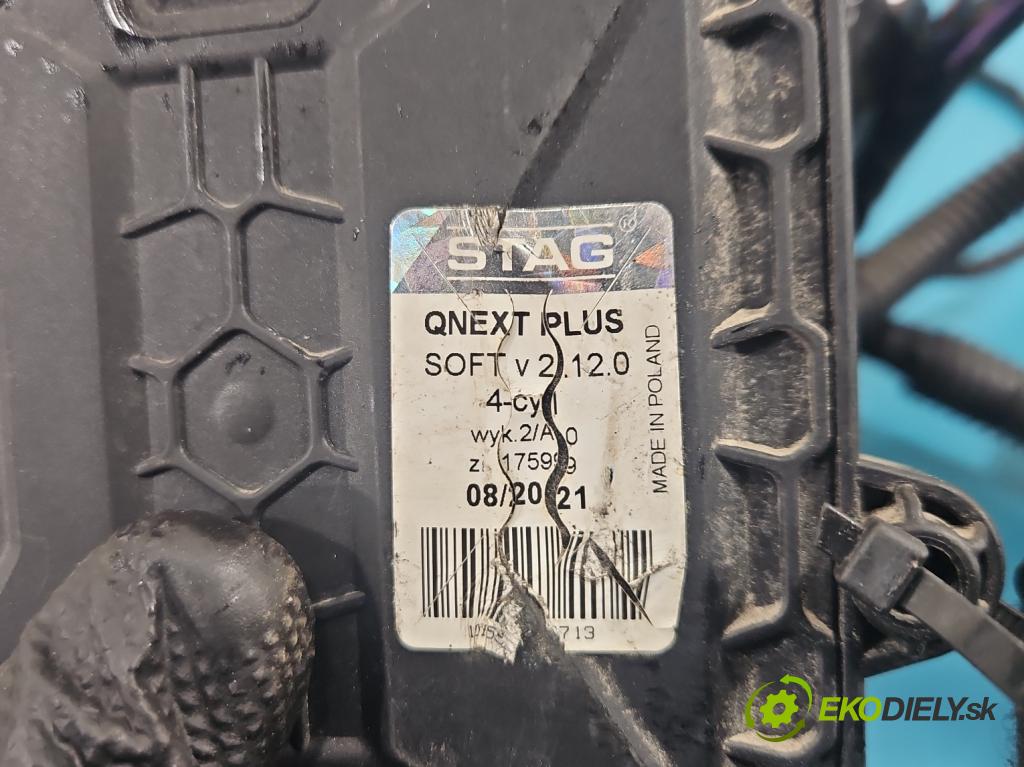 STAG®
QNEXT PLUS
SOFT v 2.12.0
4-cyl
08/2021
MADE IN POLAND
EKODIELY.sk